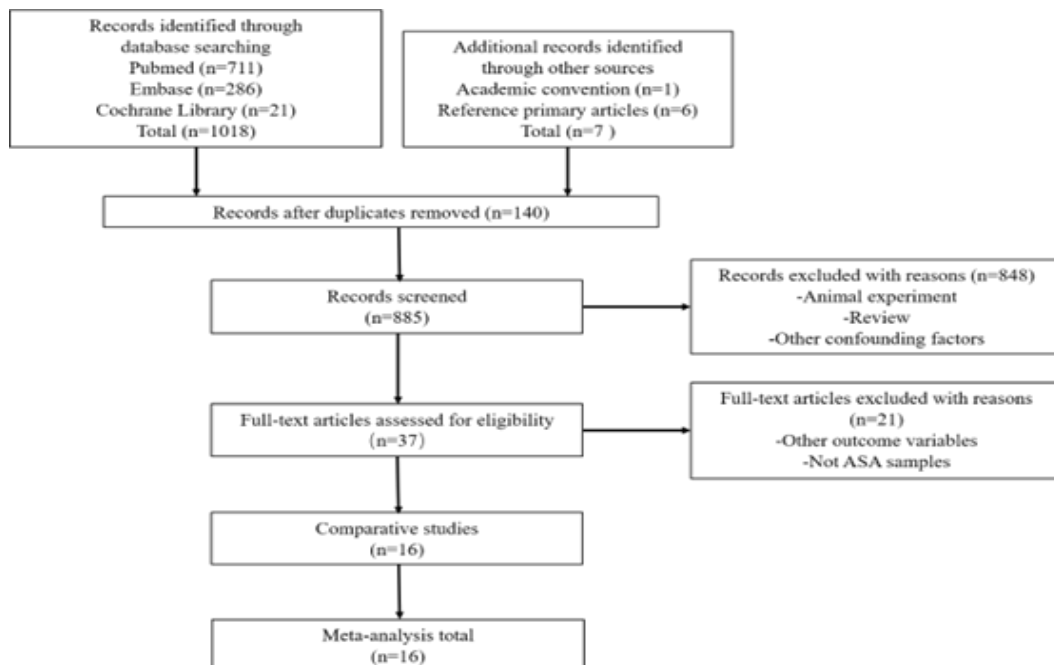 Records identified through
database searching
Pubmed (n=711)
Embase (n=286)
Cochrane Library (n=21)
Total (n=1018)
Additional records identified
through other sources
Academic convention (n=1)
Reference primary articles (n=6)
Total (n=7 )
Records after duplicates removed (n=140)
Records screened
(n=885)
Records excluded with reasons (n=848)
-Animal experiment
-Review
-Other confounding factors
Full-text articles assessed for eligibility
（n=37）
Full-text articles excluded with reasons
(n=21)
-Other outcome variables
-Not ASA samples
Comparative studies
(n=16)
Meta-analysis total
(n=16)